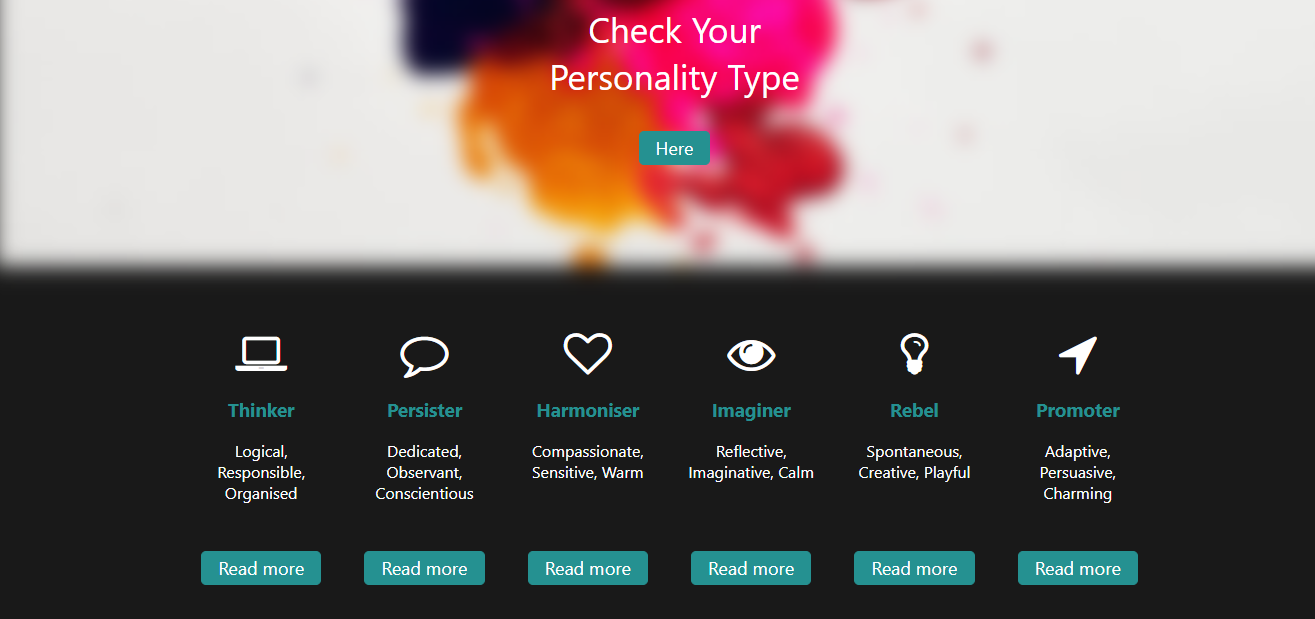 Check Your
Personality Type
Here
Thinker
Logical,
Responsible,
Organised
Read more
Persister
Dedicated,
Observant,
Conscientious
Read more
Harmoniser
Compassionate,
Sensitive, Warm
Read more
Imaginer
Reflective,
Imaginative, Calm
Read more
Rebel
Spontaneous,
Creative, Playful
Read more
Promoter
Adaptive,
Persuasive,
Charming
Read more